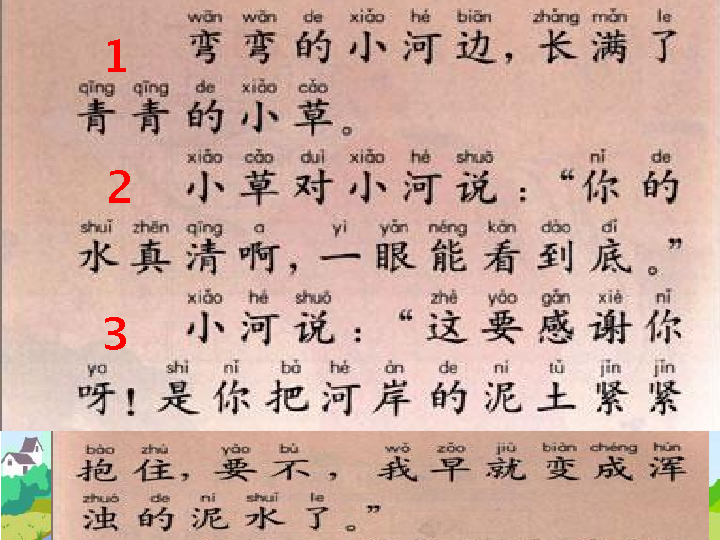 wān wān de xiǎo hé biān zhǎng mǎn le
1 弯弯的小河边，长满了
qīng qīng de xiǎo cǎo
青青的小草。
xiǎo cǎo duì xiǎo hé shuō nǐ de
2 小草对小河说：“你的
shuǐ zhēn qīng a yì yǎn néng kàn dào dǐ
水真清啊，一眼能看到底。”
xiǎo hé shuō zhè yào gǎn xiè nǐ
3 小河说：“这要感谢你
ya shì nǐ bǎ hé àn de ní tǔ jǐn jǐn
呀！是你把河岸的泥土紧紧
bào zhù yào bù wǒ zǎo jiù biàn chéng hún
抱住，要不，我早就变成浑
zhuó de ní shuǐ le
浊的泥水了。”